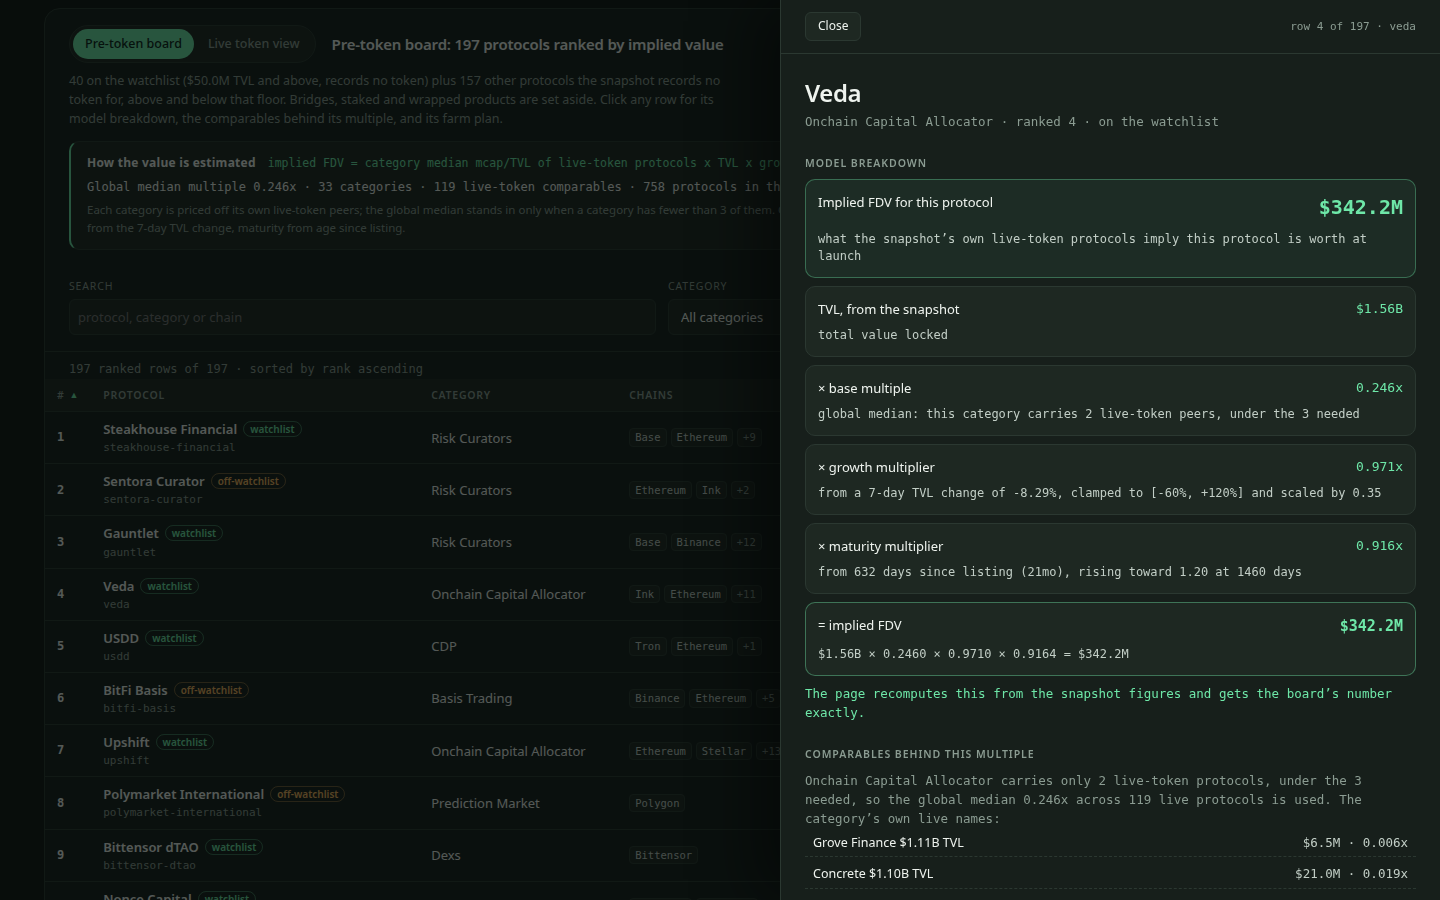 Pre-token board
Live token view
Pre-token board: 197 protocols ranked by implied value
40 on the watchlist ($50.0M TVL and above, records no token) plus 157 other protocols the snapshot records no
token for, above and below that floor. Bridges, staked and wrapped products are set aside. Click any row for its
model breakdown, the comparables behind its multiple, and its farm plan.
How the value is estimated implied FDV = category median mcap/TVL of live-token protocols x TVL x gro
Global median multiple 0.246x · 33 categories · 119 live-token comparables · 758 protocols in th
Each category is priced off its own live-token peers; the global median stands in only when a category has fewer than 3 of them.
from the 7-day TVL change, maturity from age since listing.
SEARCH
CATEGORY
protocol, category or chain
All categories
197 ranked rows of 197 · sorted by rank ascending
# ▲ PROTOCOL CATEGORY CHAINS
1 Steakhouse Financial watchlist Risk Curators Base Ethereum +9
steakhouse-financial
2 Sentora Curator off-watchlist Risk Curators Ethereum Ink +2
sentora-curator
3 Gauntlet watchlist Risk Curators Base Binance +12
gauntlet
4 Veda watchlist Onchain Capital Allocator Ink Ethereum +11
veda
5 USDD watchlist CDP Tron Ethereum +1
usdd
6 BitFi Basis off-watchlist Basis Trading Binance Ethereum +5
bitfi-basis
7 Upshift watchlist Onchain Capital Allocator Ethereum Stellar +13
upshift
8 Polymarket International off-watchlist Prediction Market Polygon
polymarket-international
9 Bittensor dTAO watchlist Dexs Bittensor
bittensor-dtao
Nonce Capital watchlist
Close
row 4 of 197 · veda
Veda
Onchain Capital Allocator · ranked 4 · on the watchlist
MODEL BREAKDOWN
Implied FDV for this protocol $342.2M
what the snapshot's own live-token protocols imply this protocol is worth at
launch
TVL, from the snapshot $1.56B
total value locked
× base multiple 0.246x
global median: this category carries 2 live-token peers, under the 3 needed
× growth multiplier 0.971x
from a 7-day TVL change of -8.29%, clamped to [-60%, +120%] and scaled by 0.35
× maturity multiplier 0.916x
from 632 days since listing (21mo), rising toward 1.20 at 1460 days
= implied FDV $342.2M
$1.56B × 0.2460 × 0.9710 × 0.9164 = $342.2M
The page recomputes this from the snapshot figures and gets the board's number
exactly.
COMPARABLES BEHIND THIS MULTIPLE
Onchain Capital Allocator carries only 2 live-token protocols, under the 3
needed, so the global median 0.246x across 119 live protocols is used. The
category's own live names:
Grove Finance $1.11B TVL $6.5M · 0.006x
Concrete $1.10B TVL $21.0M · 0.019x